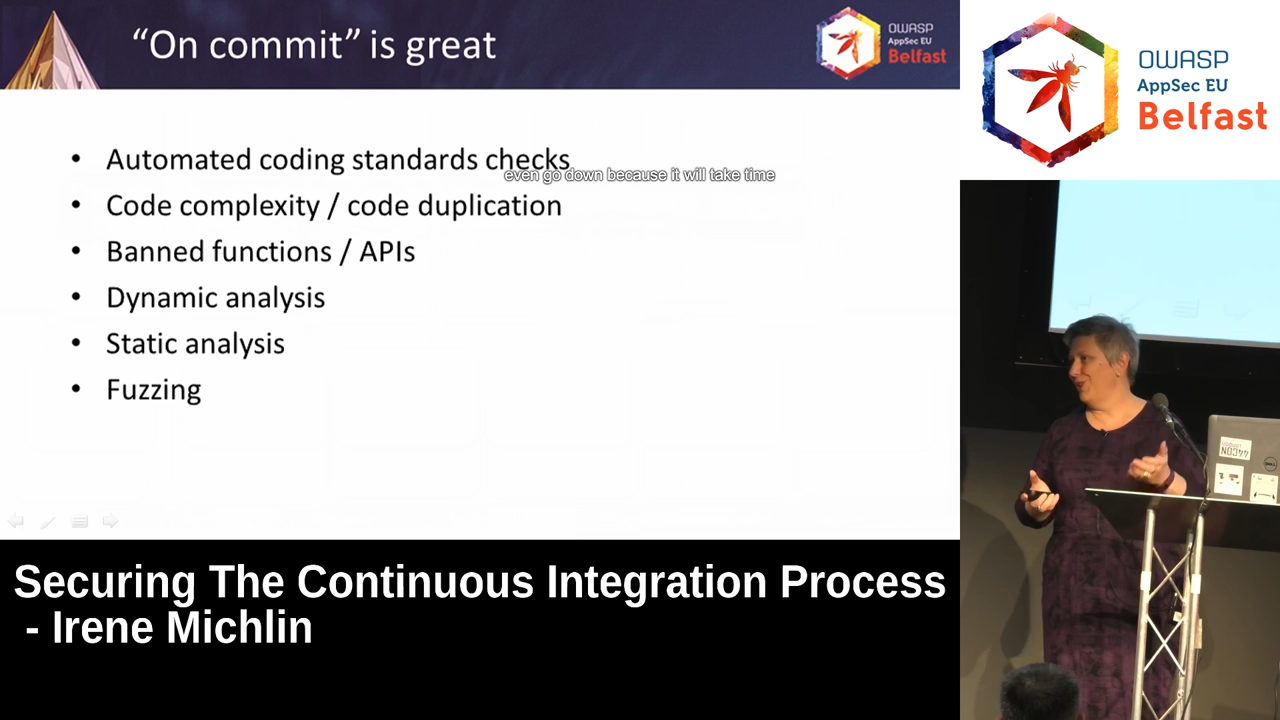 “On commit” is great
OWASP
AppSec EU
Belfast
• Automated coding standards checks
even go down because it will take time
• Code complexity / code duplication
• Banned functions / APIs
• Dynamic analysis
• Static analysis
• Fuzzing
Securing The Continuous Integration Process
- Irene Michlin
OWASP
AppSec EU
Belfast
44CON
DELL